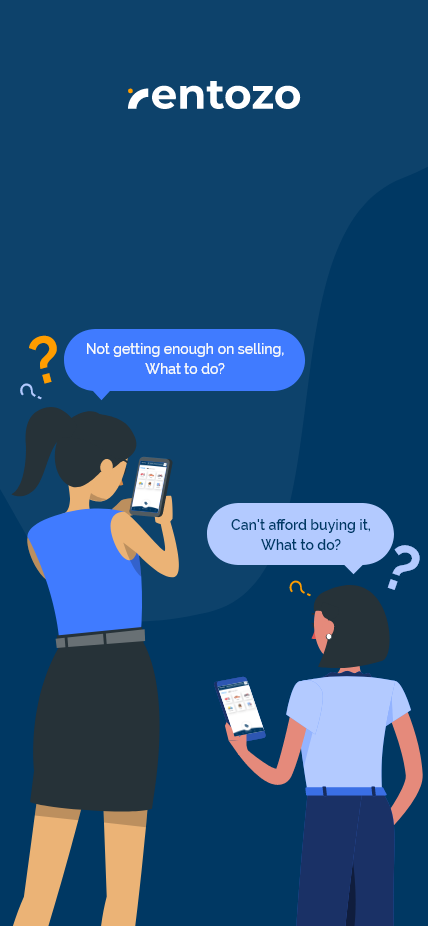 rentozo
Not getting enough on selling,
What to do?
Can't afford buying it,
What to do?